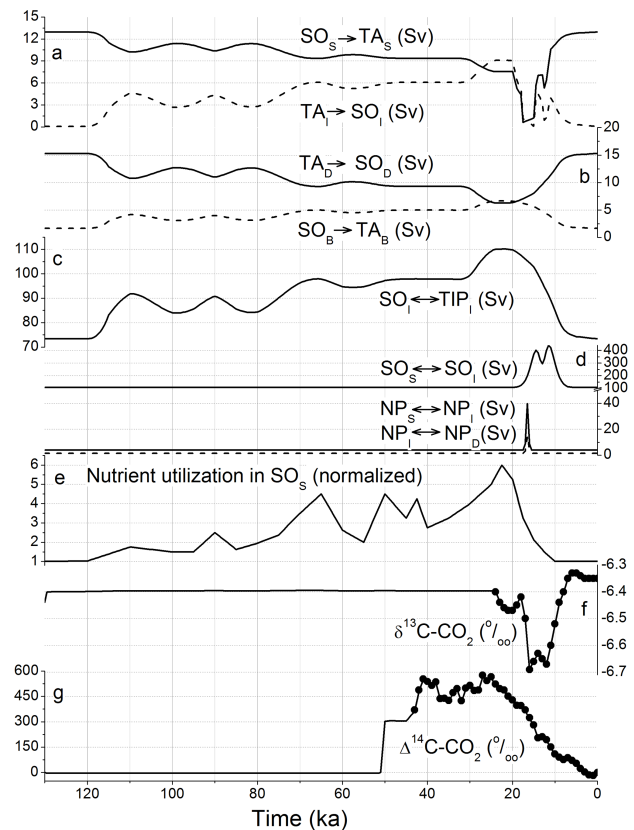 15
12
9
6
3
0
a
SO_S→TA_S (Sv)
TA_I→SO_I (Sv)
20
15
10
5
0
b
TA_D→SO_D (Sv)
SO_B→TA_B (Sv)
110
100
90
80
70
c
SO_I↔TIP_I (Sv)
400
300
200
100
d
SO_S↔SO_I (Sv)
40
20
0
NP_S↔NP_I (Sv)
NP_I↔NP_D (Sv)
6
5
4
3
2
1
e
Nutrient utilization in SO_S (normalized)
-6.3
-6.4
-6.5
-6.6
-6.7
f
δ¹³C-CO₂ (°/₀₀)
600
450
300
150
0
g
Δ¹⁴C-CO₂ (°/₀₀)
120 100 80 60 40 20 0
Time (ka)